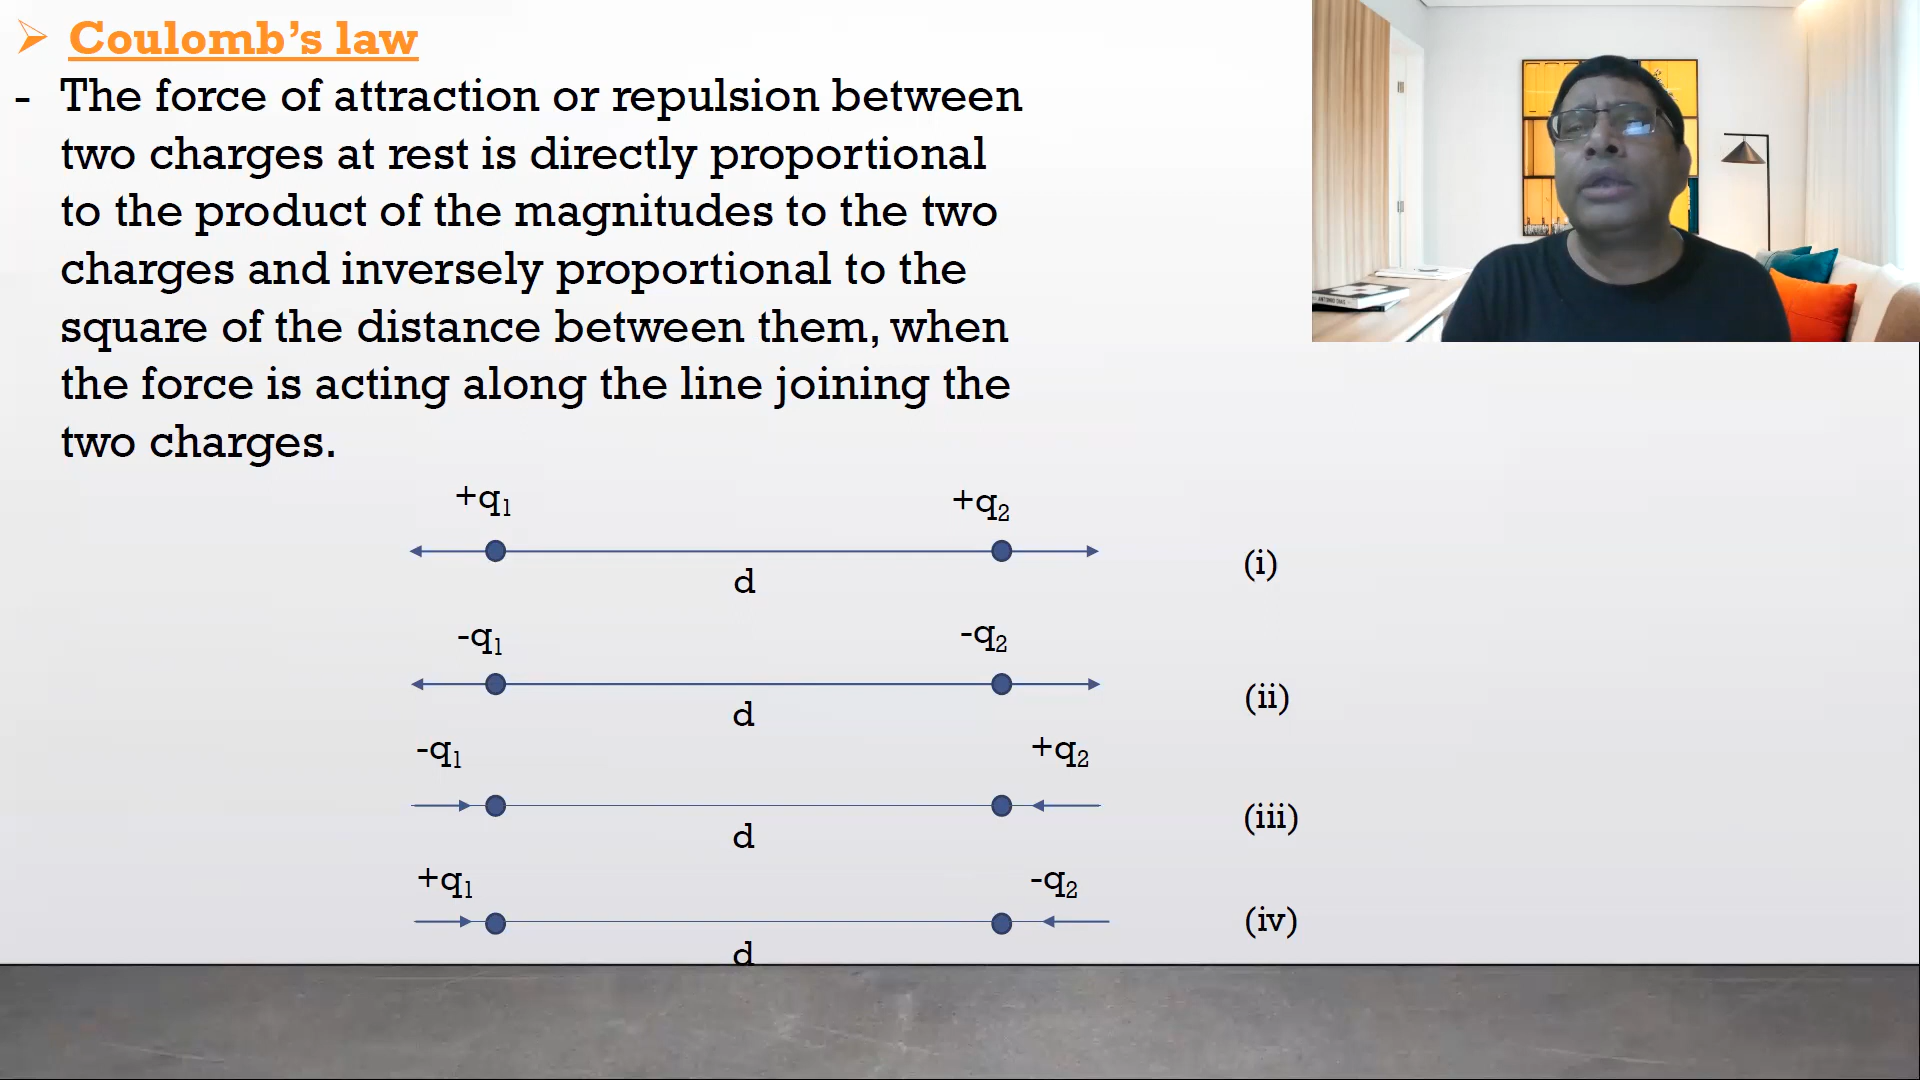 Coulomb’s law
- The force of attraction or repulsion between
two charges at rest is directly proportional
to the product of the magnitudes to the two
charges and inversely proportional to the
square of the distance between them, when
the force is acting along the line joining the
two charges.
+q₁ +q₂
d (i)
-q₁ -q₂
d (ii)
-q₁ +q₂
d (iii)
+q₁ -q₂
d (iv)